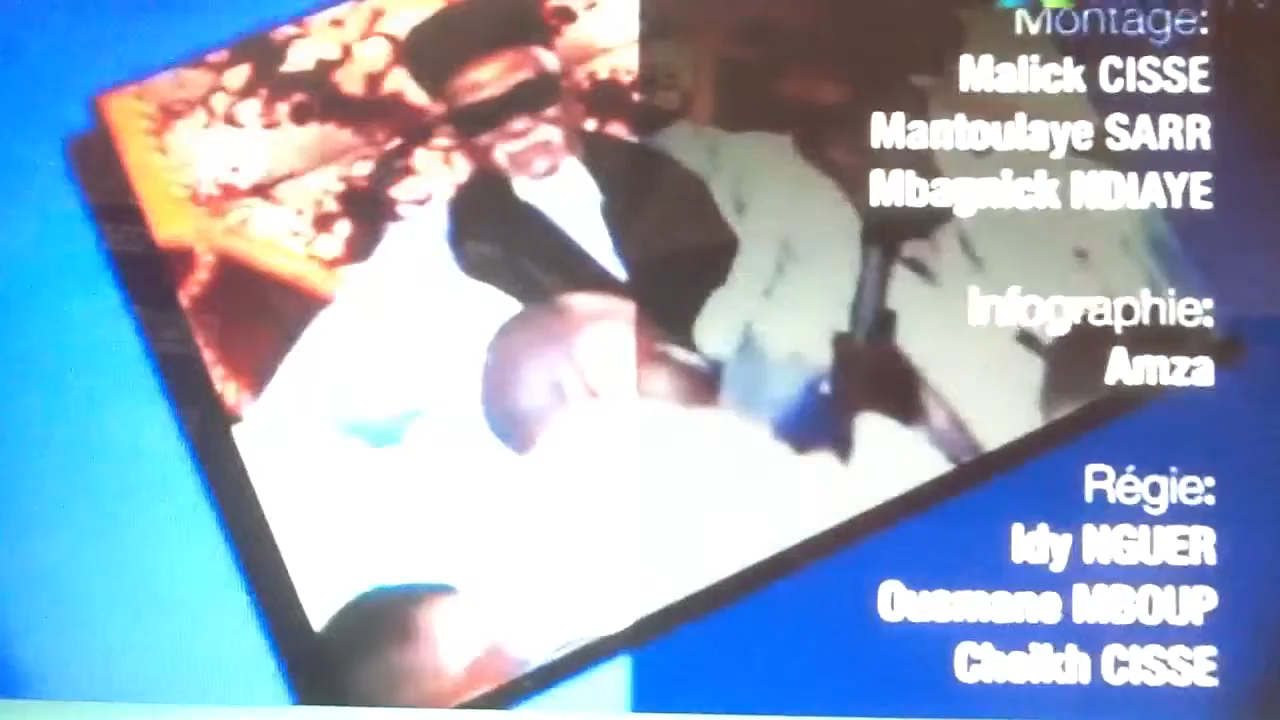 Montage:
Malick CISSE
Mantoulaye SARR
Mbagnick NDIAYE
Infographie:
Amza
Régie:
Idy NGUER
Ousmane MBOUP
Cheikh CISSE